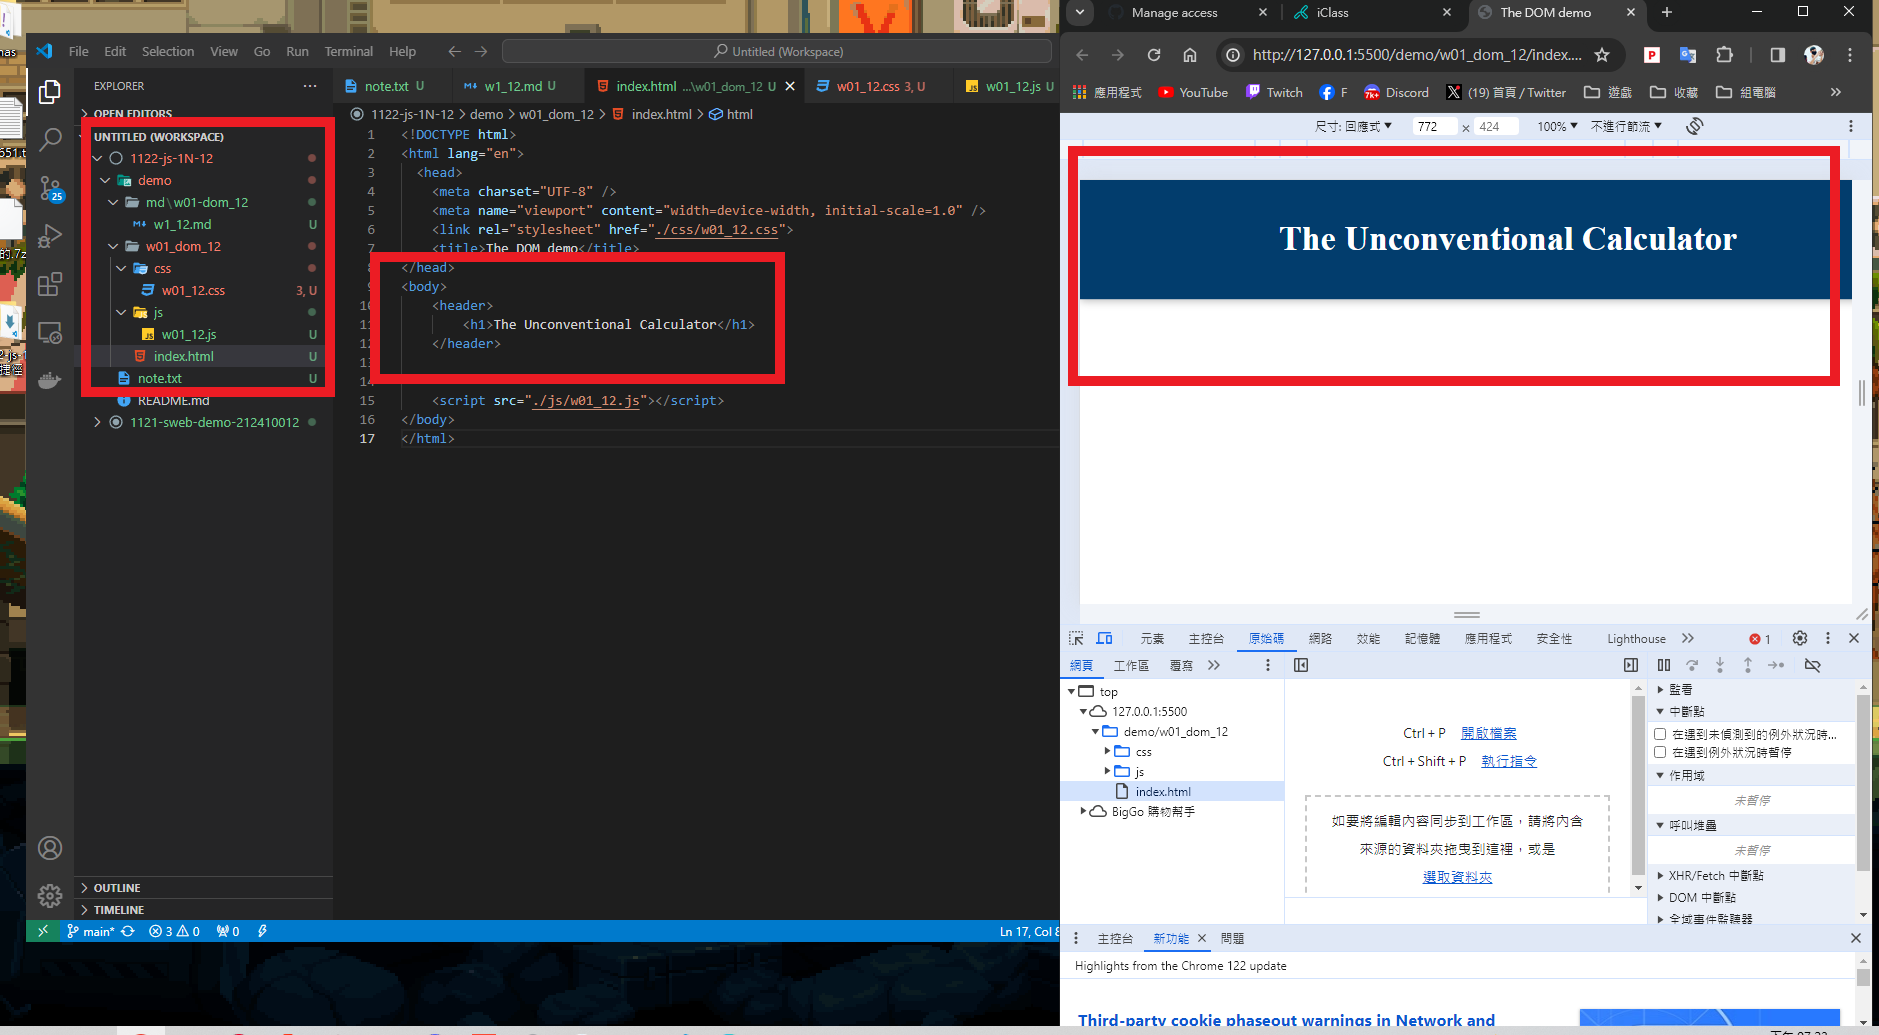 File Edit Selection View Go Run Terminal Help
Untitled (Workspace)
EXPLORER
OPEN EDITORS
UNTITLED (WORKSPACE)
1122-js-1N-12
demo
md\w01-dom_12
w1_12.md U
w01_dom_12
css
w01_12.css 3, U
js
w01_12.js U
index.html U
note.txt U
README.md
1121-sweb-demo-212410012
OUTLINE
TIMELINE
25
note.txt U w1_12.md U index.html ...\w01_dom_12 U w01_12.css 3, U w01_12.js U
1122-js-1N-12 > demo > w01_dom_12 > index.html > html
1 <!DOCTYPE html>
2 <html lang="en">
3 <head>
4 <meta charset="UTF-8" />
5 <meta name="viewport" content="width=device-width, initial-scale=1.0" />
6 <link rel="stylesheet" href="./css/w01_12.css">
7 <title>The DOM demo</title>
</head>
<body>
<header>
<h1>The Unconventional Calculator</h1>
</header>
15 <script src="./js/w01_12.js"></script>
16 </body>
17 </html>
main* 3 0 0 Ln 17, Col
Manage access iClass The DOM demo
http://127.0.0.1:5500/demo/w01_dom_12/index....
應用程式 YouTube Twitch F Discord (19) 首頁 / Twitter 遊戲 收藏 組電腦
尺寸: 回應式 772 × 424 100% 不進行節流
The Unconventional Calculator
元素 主控台 原始碼 網路 效能 記憶體 應用程式 安全性 Lighthouse 1
網頁 工作區 覆寫
top
127.0.0.1:5500
demo/w01_dom_12
css
js
index.html
BigGo 購物幫手
Ctrl + P 開啟檔案
Ctrl + Shift + P 執行指令
如要將編輯內容同步到工作區，請將內含
來源的資料夾拖曳到這裡，或是
選取資料夾
監看
中斷點
在遇到未偵測到的例外狀況時...
在遇到例外狀況時暫停
作用域
未暫停
呼叫堆疊
未暫停
XHR/Fetch 中斷點
DOM 中斷點
全域事件監聽器
主控台 新功能 問題
Highlights from the Chrome 122 update
Third-party cookie phaseout warnings in Network and